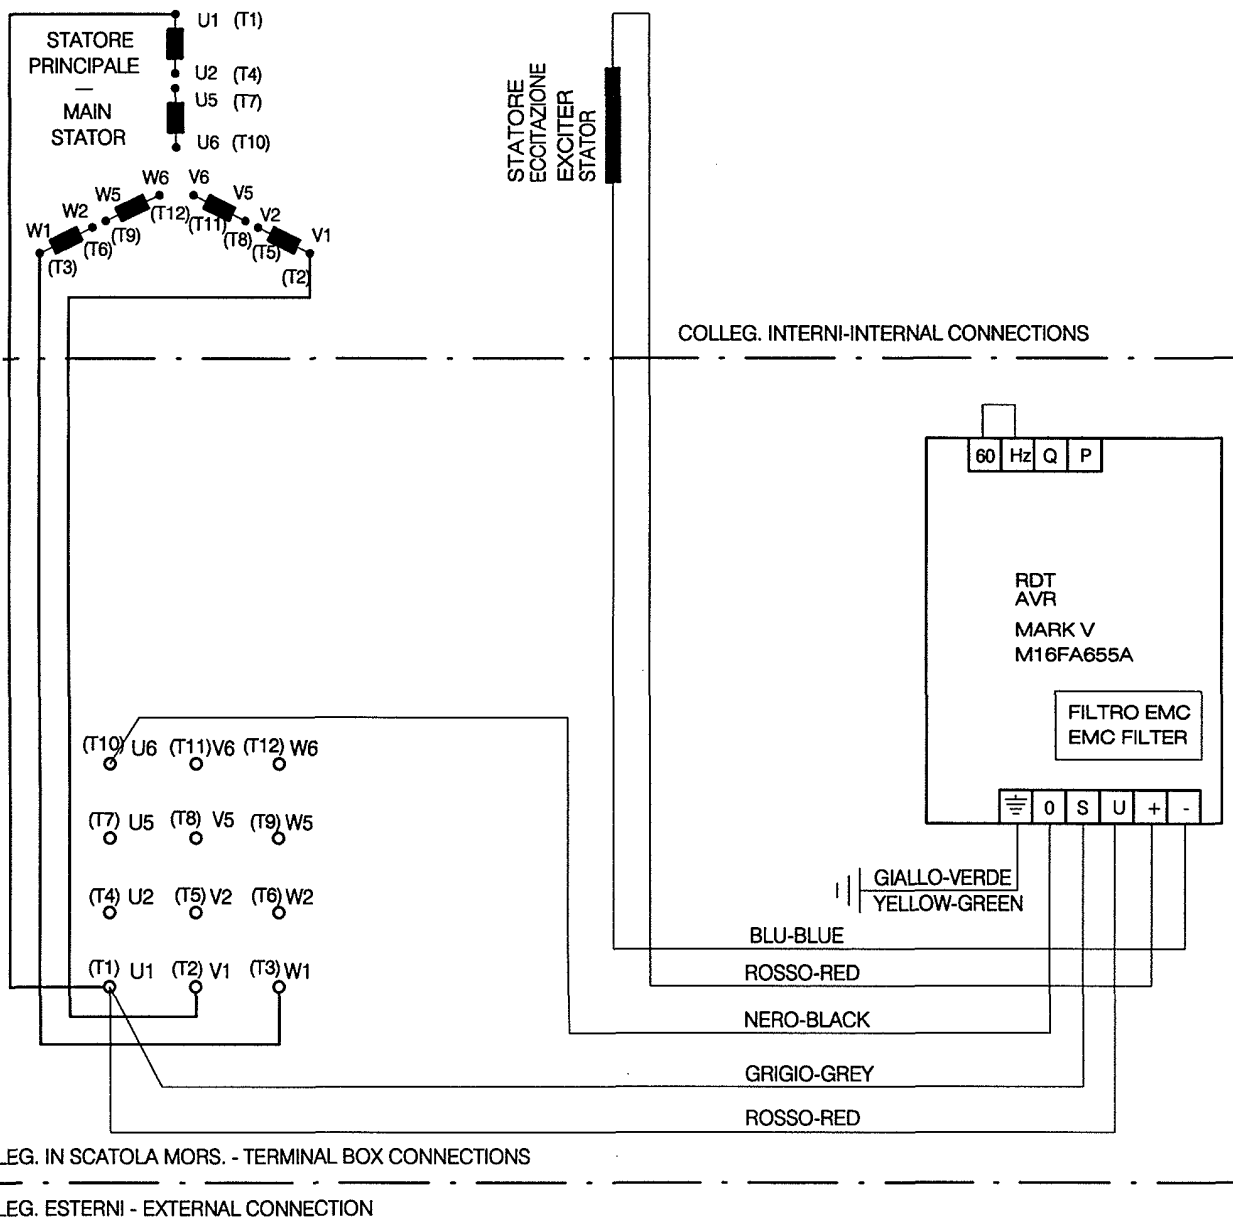 U1 (T1)
STATORE
PRINCIPALE
—
MAIN
STATOR
U2 (T4)
U5 (T7)
U6 (T10)
STATORE
ECCITAZIONE
EXCITER
STATOR
W6 V6
W5 V5
W2 V2
W1 V1
(T12) (T11)
(T9) (T8)
(T6) (T5)
(T3) (T2)
COLLEG. INTERNI-INTERNAL CONNECTIONS
60 Hz Q P
RDT
AVR
MARK V
M16FA655A
FILTRO EMC
EMC FILTER
0 S U + -
(T10) U6 (T11) V6 (T12) W6
(T7) U5 (T8) V5 (T9) W5
(T4) U2 (T5) V2 (T6) W2
(T1) U1 (T2) V1 (T3) W1
GIALLO-VERDE
YELLOW-GREEN
BLU-BLUE
ROSSO-RED
NERO-BLACK
GRIGIO-GREY
ROSSO-RED
LEG. IN SCATOLA MORS. - TERMINAL BOX CONNECTIONS
LEG. ESTERNI - EXTERNAL CONNECTION